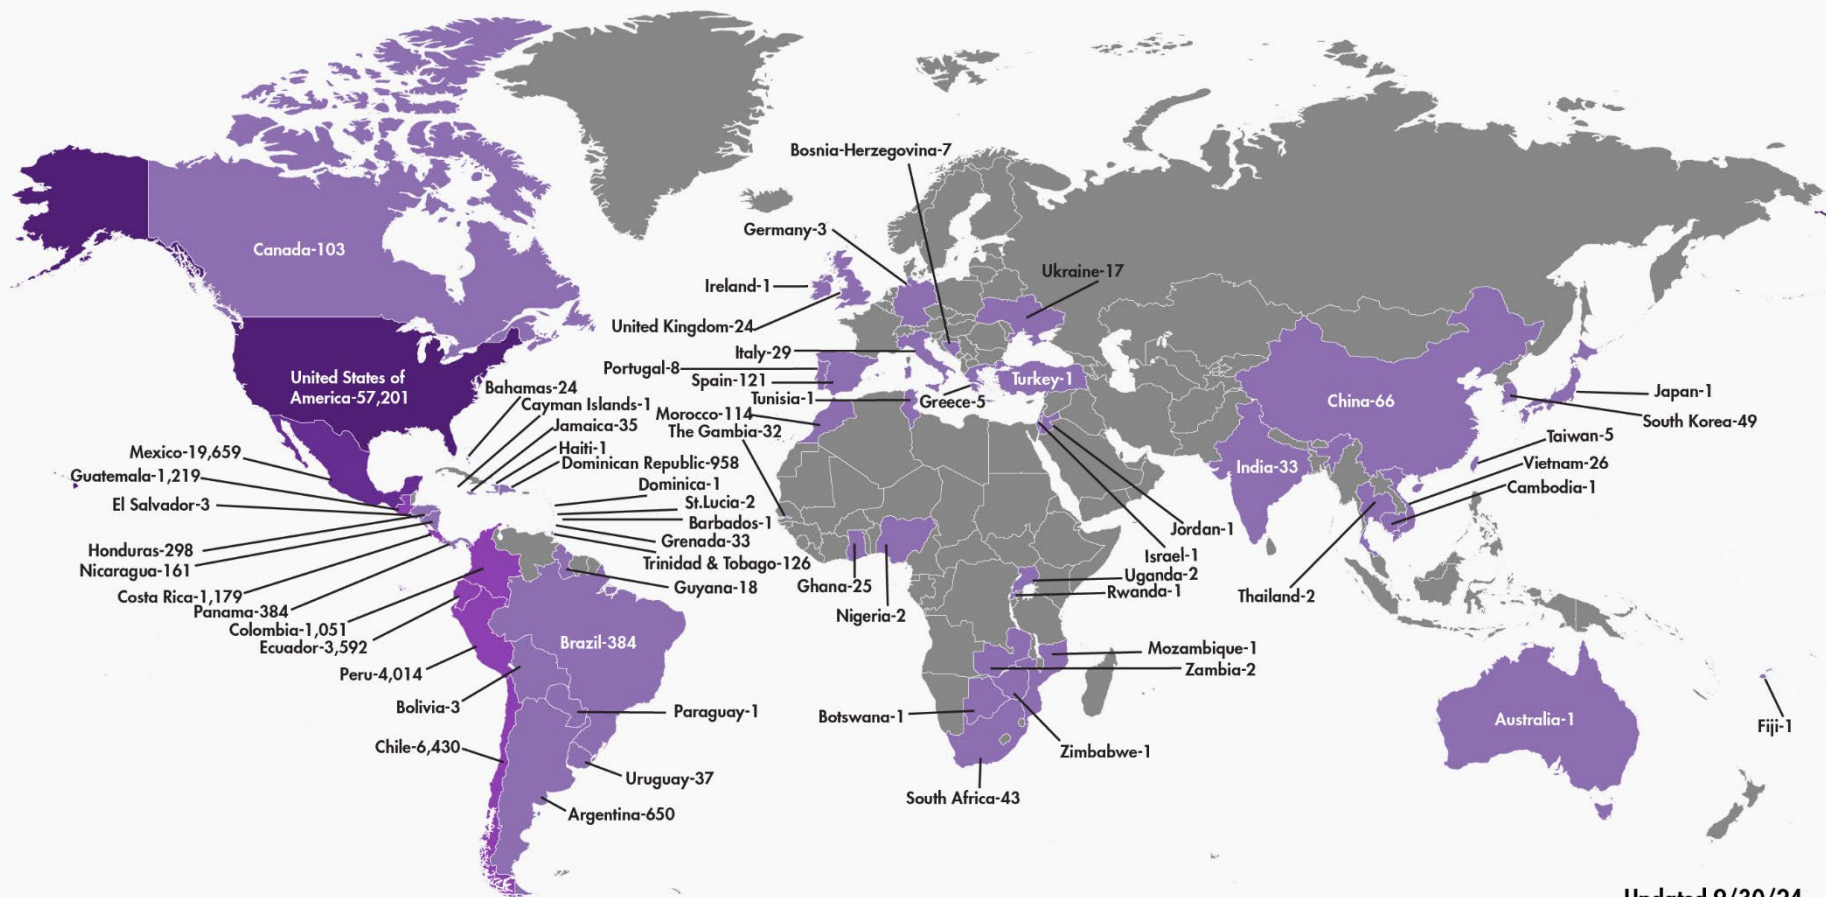 Bosnia-Herzegovina-7
Germany-3
Canada-103
Ukraine-17
Ireland-1
United Kingdom-24
Italy-29
Portugal-8
Spain-121
Tunisia-1
Greece-5
Turkey-1
United States of
America-57,201
Bahamas-24
Cayman Islands-1
Jamaica-35
Haiti-1
Dominican Republic-958
Dominica-1
St.Lucia-2
Barbados-1
Grenada-33
Trinidad & Tobago-126
Guyana-18
Morocco-114
The Gambia-32
China-66
Japan-1
South Korea-49
Taiwan-5
Vietnam-26
Cambodia-1
India-33
Thailand-2
Mexico-19,659
Guatemala-1,219
El Salvador-3
Honduras-298
Nicaragua-161
Costa Rica-1,179
Panama-384
Colombia-1,051
Ecuador-3,592
Peru-4,014
Bolivia-3
Chile-6,430
Brazil-384
Paraguay-1
Uruguay-37
Argentina-650
Jordan-1
Israel-1
Uganda-2
Rwanda-1
Ghana-25
Nigeria-2
Mozambique-1
Zambia-2
Botswana-1
Zimbabwe-1
South Africa-43
Australia-1
Fiji-1
Updated 9/30/24